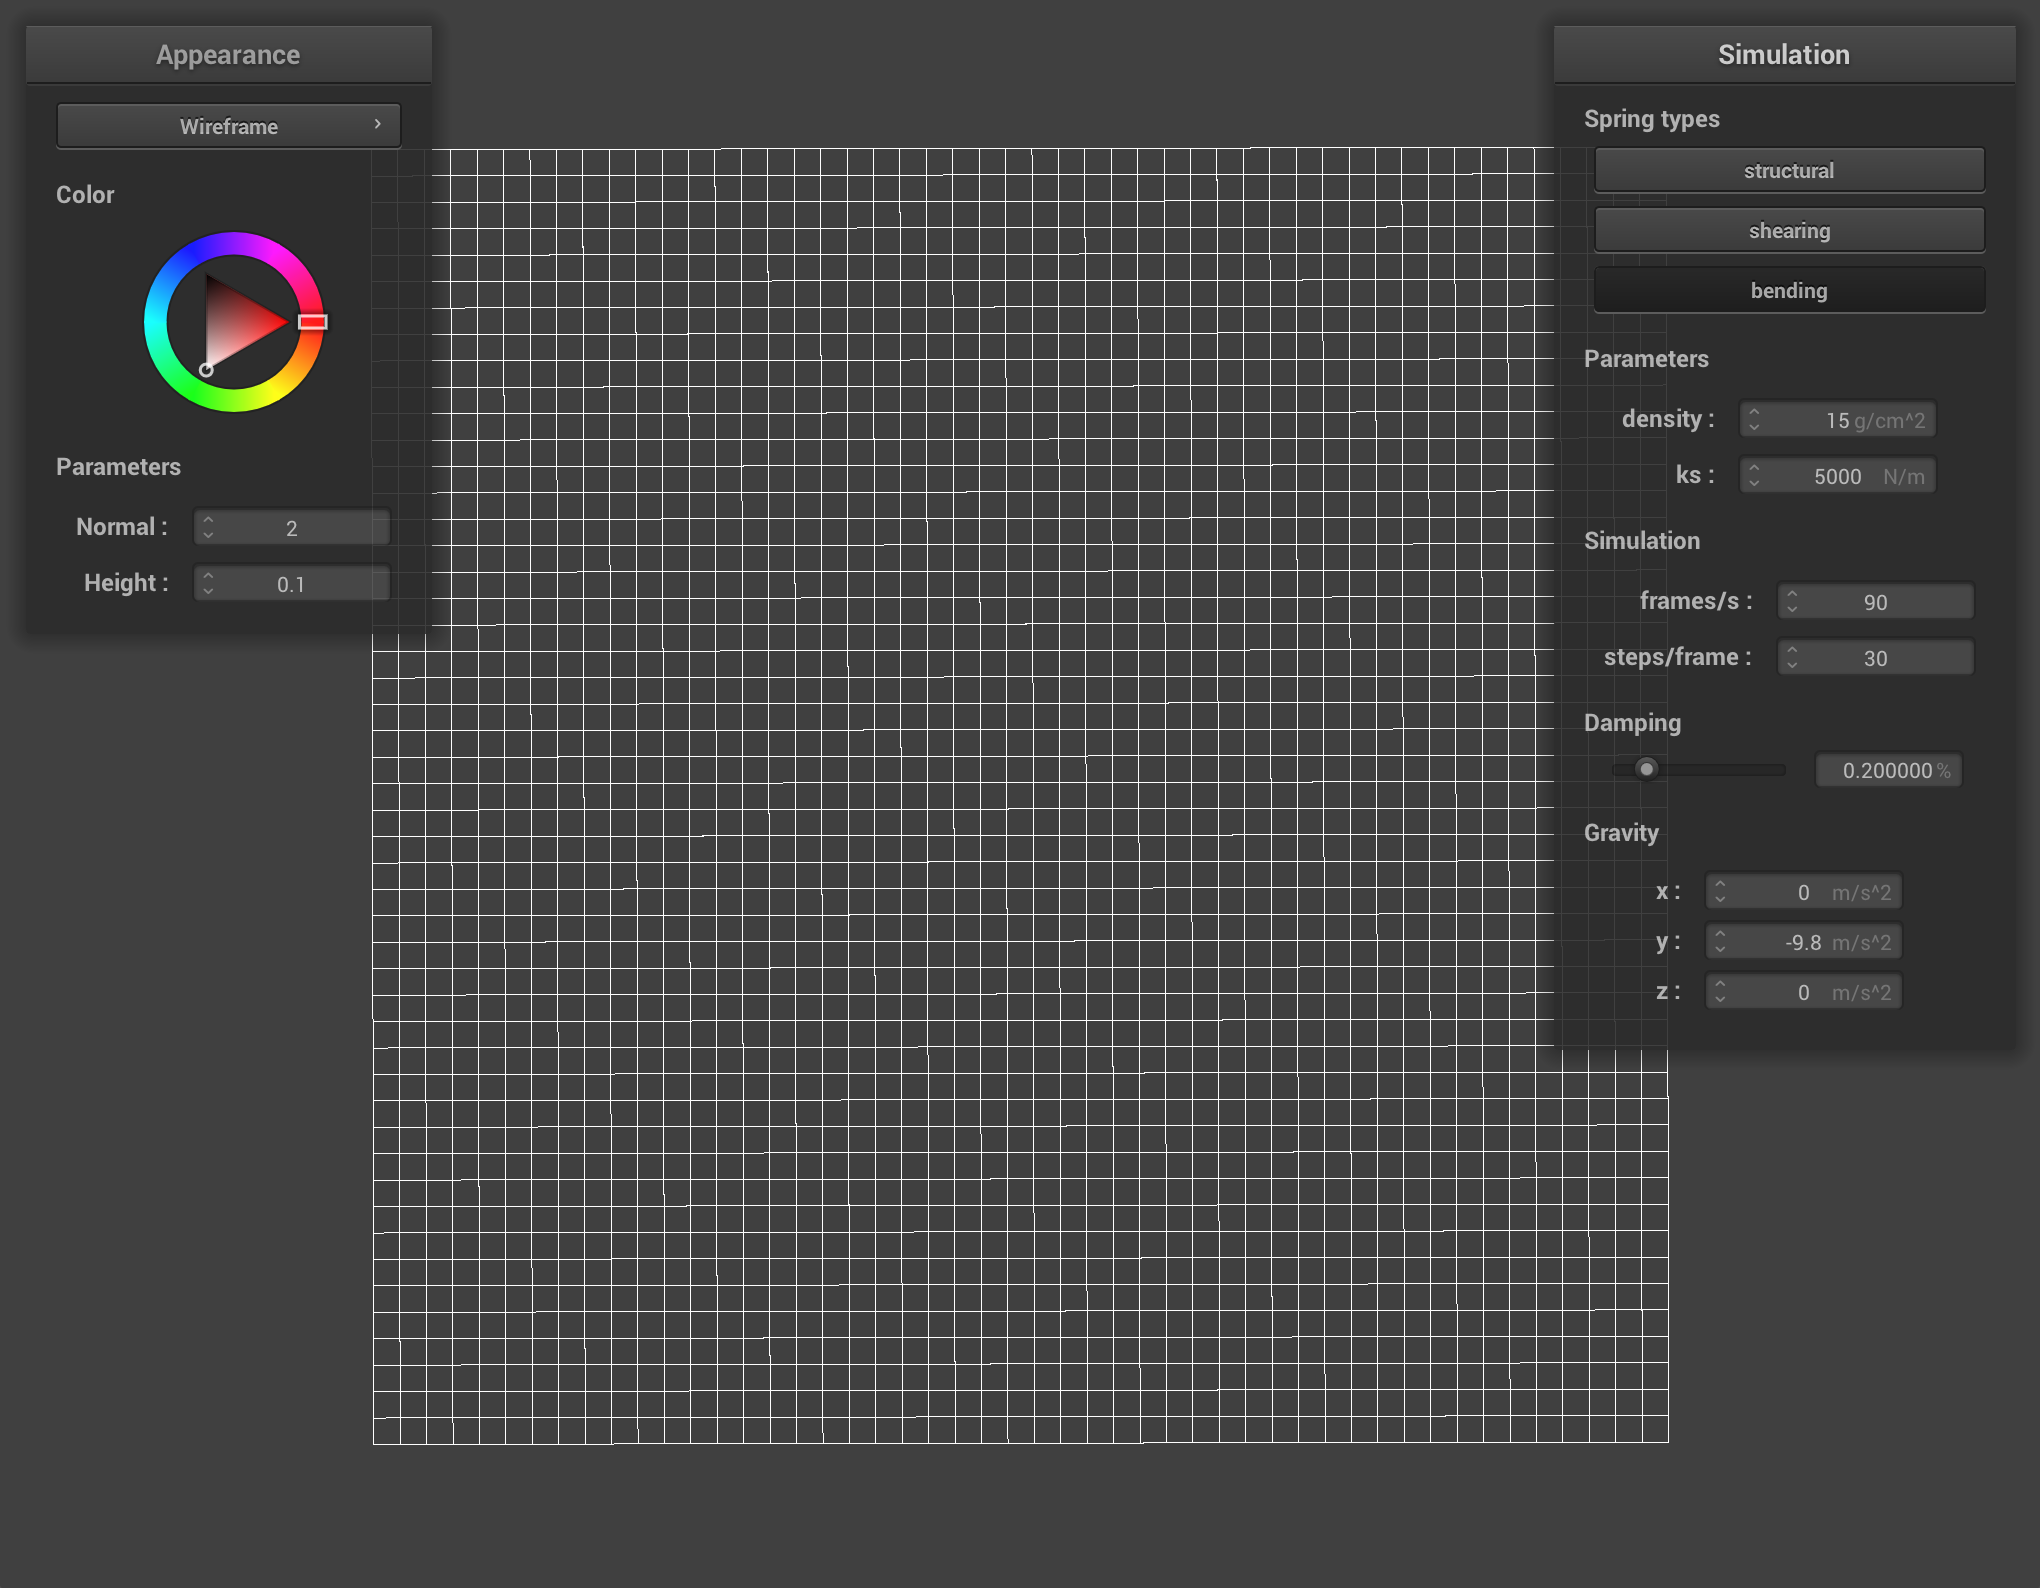 Appearance
Wireframe
Color
Parameters
Normal : 2
Height : 0.1
Simulation
Spring types
structural
shearing
bending
Parameters
density : 15 g/cm^2
ks : 5000 N/m
Simulation
frames/s : 90
steps/frame : 30
Damping
0.200000 %
Gravity
x : 0 m/s^2
y : -9.8 m/s^2
z : 0 m/s^2